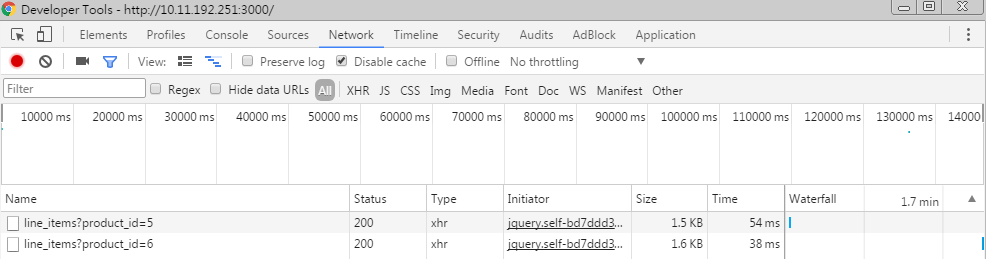 Developer Tools - http://10.11.192.251:3000/
Elements Profiles Console Sources Network Timeline Security Audits AdBlock Application
View: Preserve log Disable cache Offline No throttling
Filter Regex Hide data URLs All XHR JS CSS Img Media Font Doc WS Manifest Other
10000 ms 20000 ms 30000 ms 40000 ms 50000 ms 60000 ms 70000 ms 80000 ms 90000 ms 100000 ms 110000 ms 120000 ms 130000 ms 14000
Name Status Type Initiator Size Time Waterfall 1.7 min
line_items?product_id=5 200 xhr jquery.self-bd7ddd3... 1.5 KB 54 ms
line_items?product_id=6 200 xhr jquery.self-bd7ddd3... 1.6 KB 38 ms